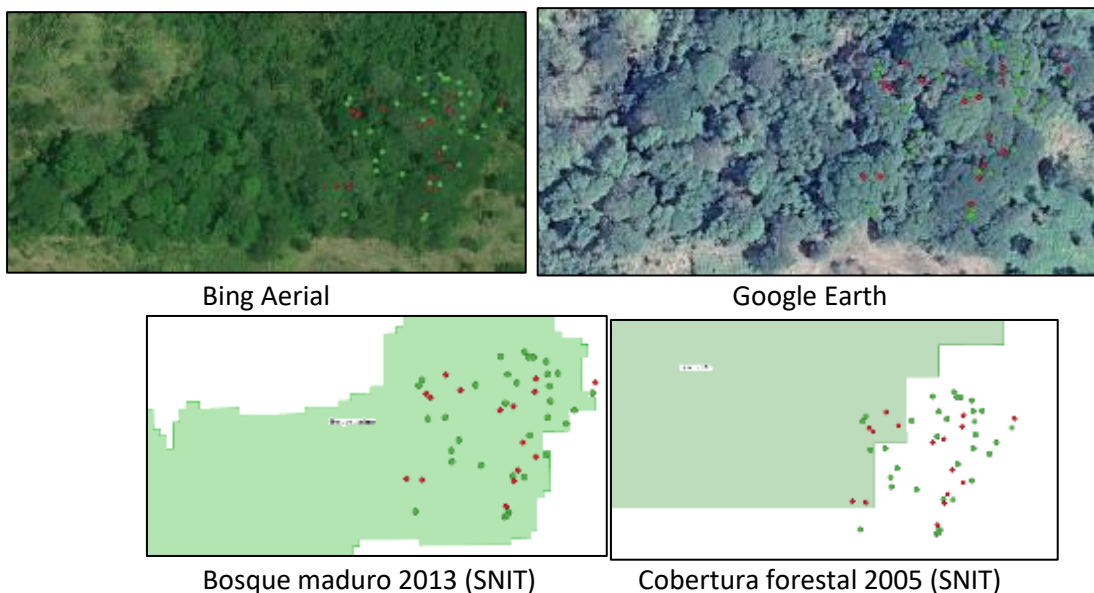 Bing Aerial
Google Earth
Bosque maduro 2013 (SNIT)
Cobertura forestal 2005 (SNIT)